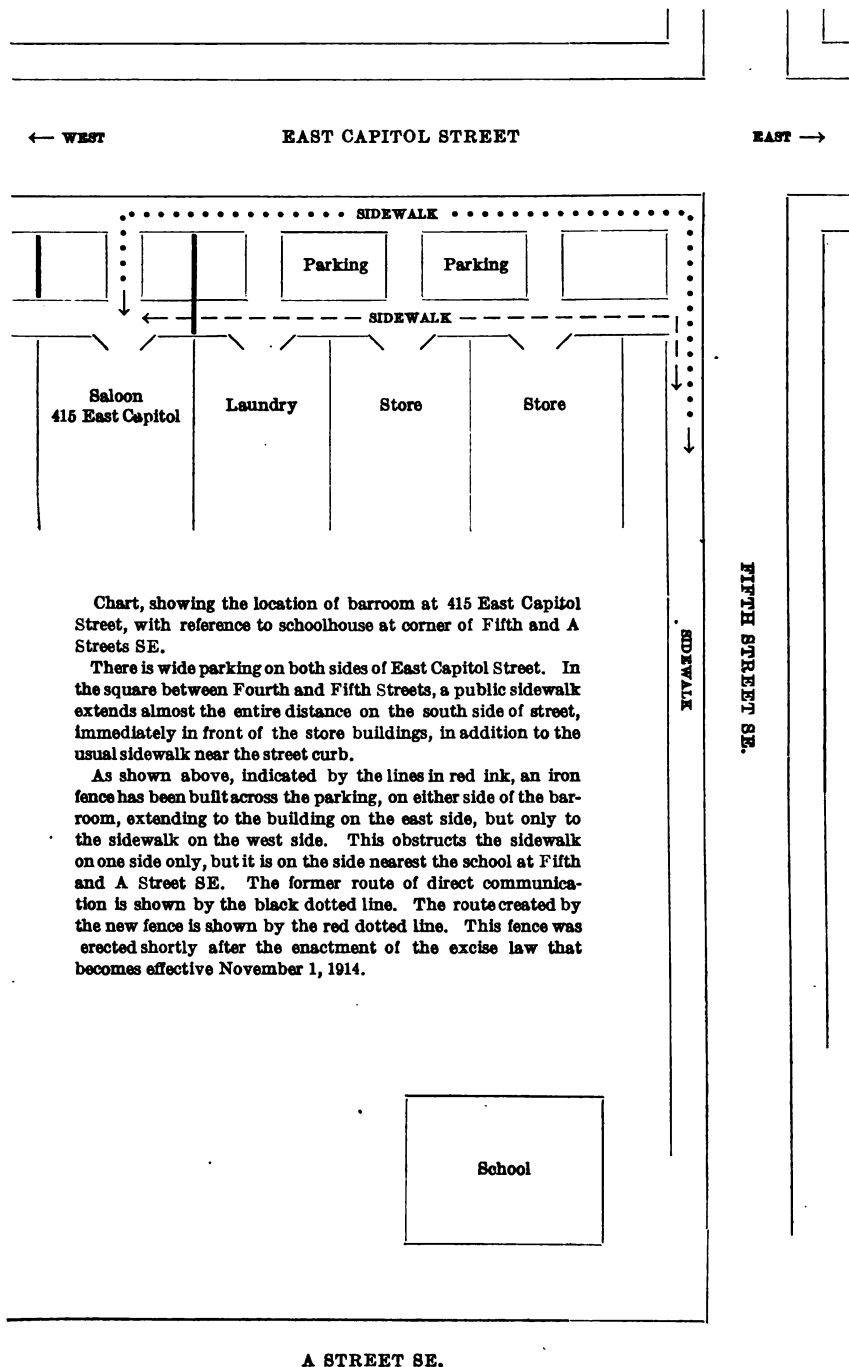 ← WEST
EAST CAPITOL STREET
EAST →
SIDEWALK
Parking
Parking
SIDEWALK
Saloon
415 East Capitol
Laundry
Store
Store
Chart, showing the location of barroom at 415 East Capitol
Street, with reference to schoolhouse at corner of Fifth and A
Streets SE.
There is wide parking on both sides of East Capitol Street. In
the square between Fourth and Fifth Streets, a public sidewalk
extends almost the entire distance on the south side of street,
immediately in front of the store buildings, in addition to the
usual sidewalk near the street curb.
As shown above, indicated by the lines in red ink, an iron
fence has been built across the parking, on either side of the bar-
room, extending to the building on the east side, but only to
the sidewalk on the west side. This obstructs the sidewalk
on one side only, but it is on the side nearest the school at Fifth
and A Street SE. The former route of direct communica-
tion is shown by the black dotted line. The route created by
the new fence is shown by the red dotted line. This fence was
erected shortly after the enactment of the excise law that
becomes effective November 1, 1914.
SIDEWALK
FIFTH STREET SE.
School
A STREET SE.